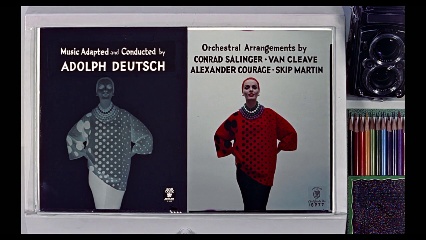 Music Adapted and Conducted by
ADOLPH DEUTSCH
Orchestral Arrangements by
CONRAD SALINGER · VAN CLEAVE
ALEXANDER COURAGE · SKIP MARTIN